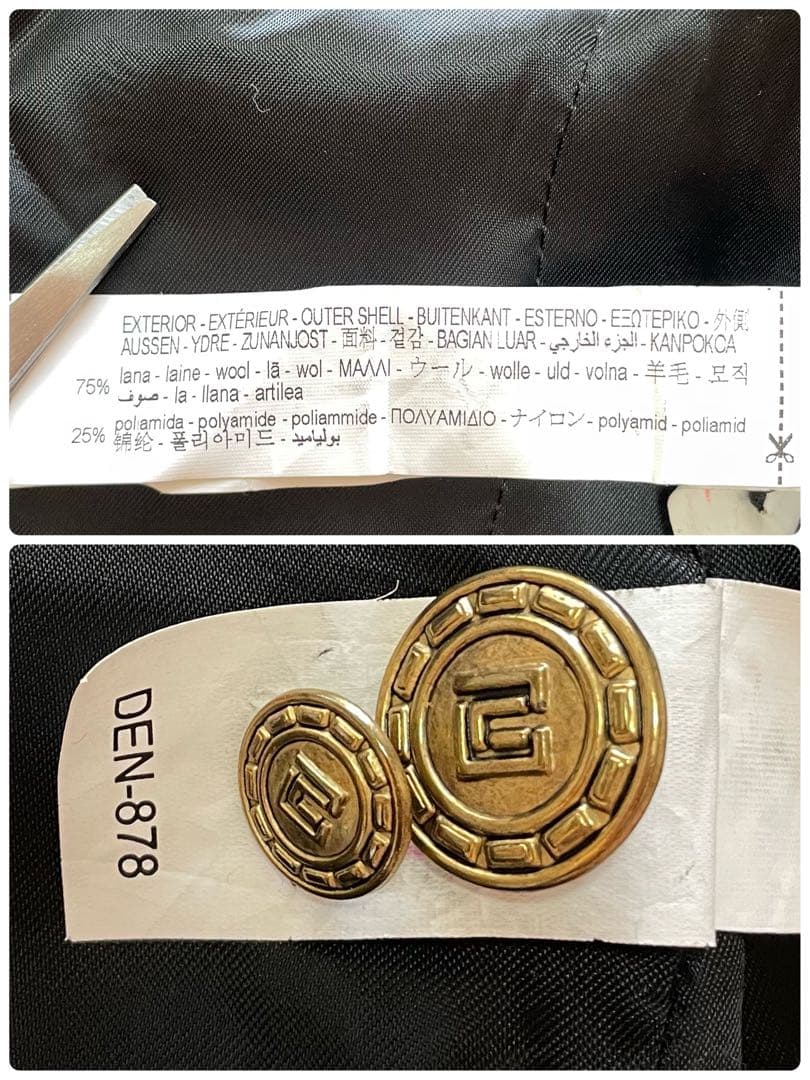 EXTERIOR - EXTÉRIEUR - OUTER SHELL - BUITENKANT - ESTERNO - ΕΞΩΤΕΡΙΚΟ - 外側
AUSSEN - YDRE - ZUNANJOST - 面料 - 겉감 - BAGIAN LUAR - الجزء الخارجي - KANPOKOA
75% lana - laine - wool - lã - wol - ΜΑΛΛΙ - ウール - wolle - uld - volna - 羊毛 - 모직
صوف - la - llana - artilea
25% poliamida - polyamide - poliammide - ΠΟΛΥΑΜΙΔΙΟ - ナイロン - polyamid - poliamid
锦纶 - 폴리아미드 - بولياميد
DEN-878